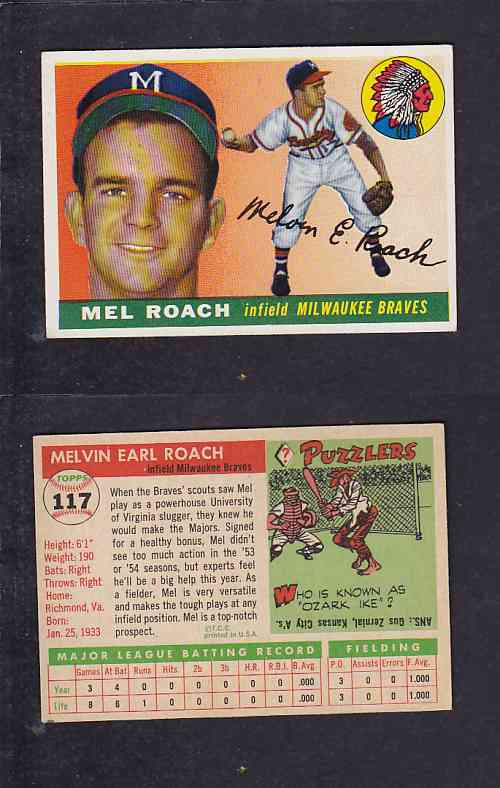 M
Braves
Melvin E. Roach
MEL ROACH infield MILWAUKEE BRAVES
MELVIN EARL ROACH
infield Milwaukee Braves
TOPPS
117
Height: 6'1"
Weight: 190
Bats: Right
Throws: Right
Home:
Richmond, Va.
Born:
Jan. 25, 1933
When the Braves' scouts saw Mel
play as a powerhouse University
of Virginia slugger, they knew he
would make the Majors. Signed
for a healthy bonus, Mel didn't
see too much action in the '53
or '54 seasons, but experts feel
he'll be a big help this year. As
a fielder, Mel is very versatile
and makes the tough plays at any
infield position. Mel is a top-notch
prospect.
©T.C.G.
printed in U.S.A.
? PUZZLERS
WHO IS KNOWN AS
"OZARK IKE"?
ANS.: Gus Zernial, Kansas City A's.
MAJOR LEAGUE BATTING RECORD FIELDING
Games At Bat Runs Hits 2b 3b H.R. R.B.I. B. Avg P.O. Assists Errors F. Avg.
Year 3 4 0 0 0 0 0 0 .000 3 0 0 1.000
Life 8 6 1 0 0 0 0 0 .000 3 0 0 1.000